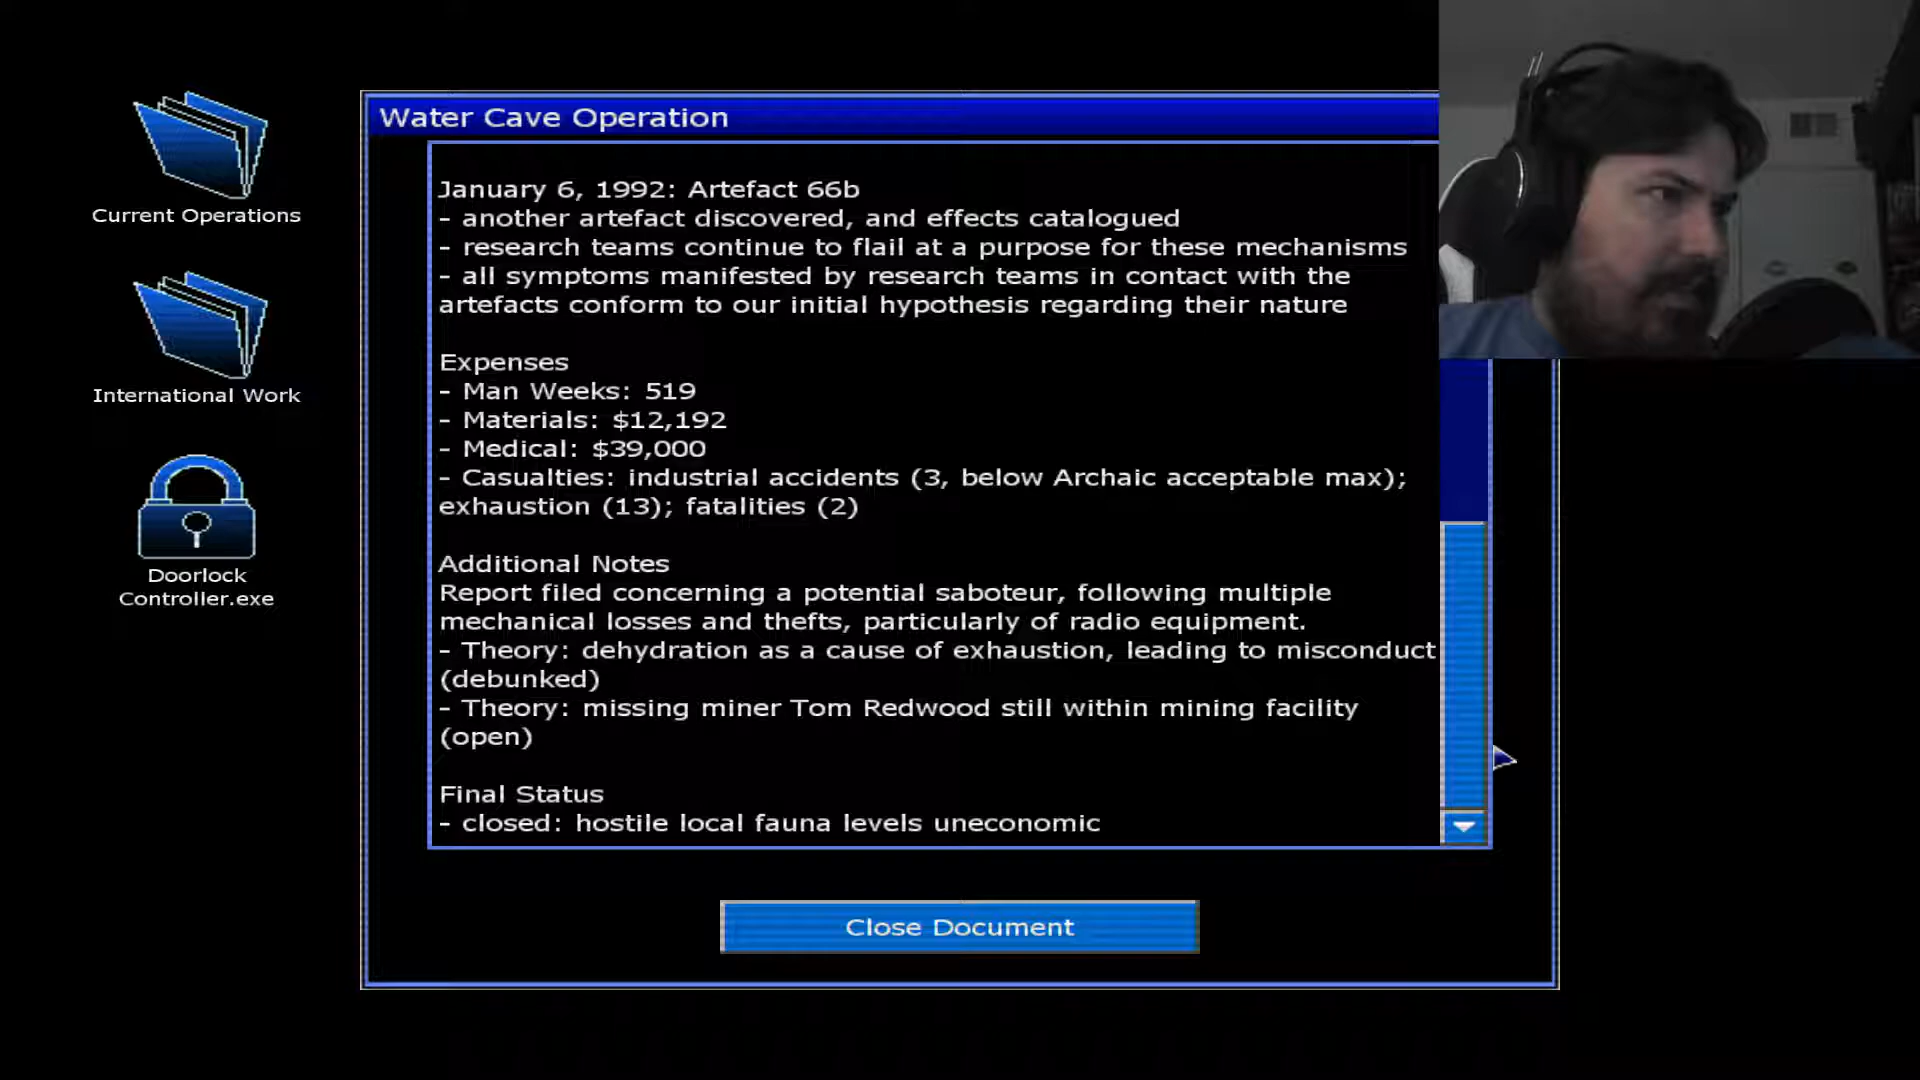 Current Operations
International Work
Doorlock
Controller.exe
Water Cave Operation
January 6, 1992: Artefact 66b
- another artefact discovered, and effects catalogued
- research teams continue to flail at a purpose for these mechanisms
- all symptoms manifested by research teams in contact with the
artefacts conform to our initial hypothesis regarding their nature
Expenses
- Man Weeks: 519
- Materials: $12,192
- Medical: $39,000
- Casualties: industrial accidents (3, below Archaic acceptable max);
exhaustion (13); fatalities (2)
Additional Notes
Report filed concerning a potential saboteur, following multiple
mechanical losses and thefts, particularly of radio equipment.
- Theory: dehydration as a cause of exhaustion, leading to misconduct
(debunked)
- Theory: missing miner Tom Redwood still within mining facility
(open)
Final Status
- closed: hostile local fauna levels uneconomic
Close Document